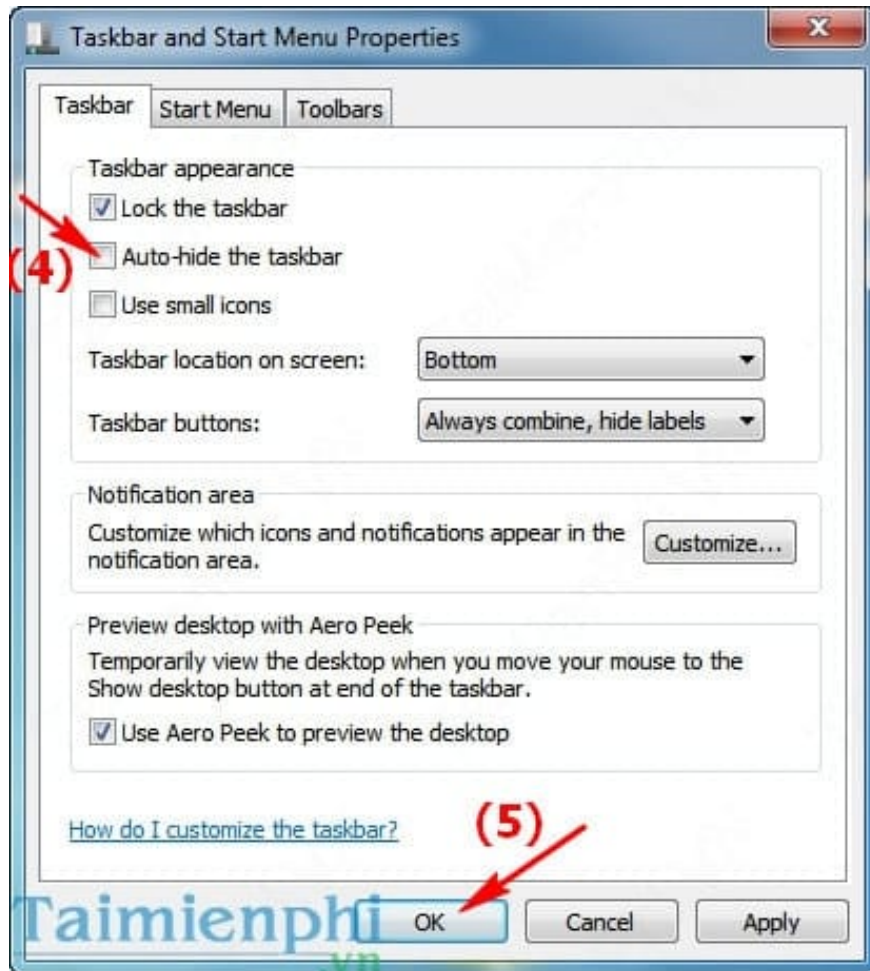 Taskbar and Start Menu Properties
Taskbar Start Menu Toolbars
Taskbar appearance
Lock the taskbar
(4) Auto-hide the taskbar
Use small icons
Taskbar location on screen: Bottom
Taskbar buttons: Always combine, hide labels
Notification area
Customize which icons and notifications appear in the
notification area.
Customize...
Preview desktop with Aero Peek
Temporarily view the desktop when you move your mouse to the
Show desktop button at end of the taskbar.
Use Aero Peek to preview the desktop
How do I customize the taskbar?
(5)
OK Cancel Apply
Taimienphi
.vn